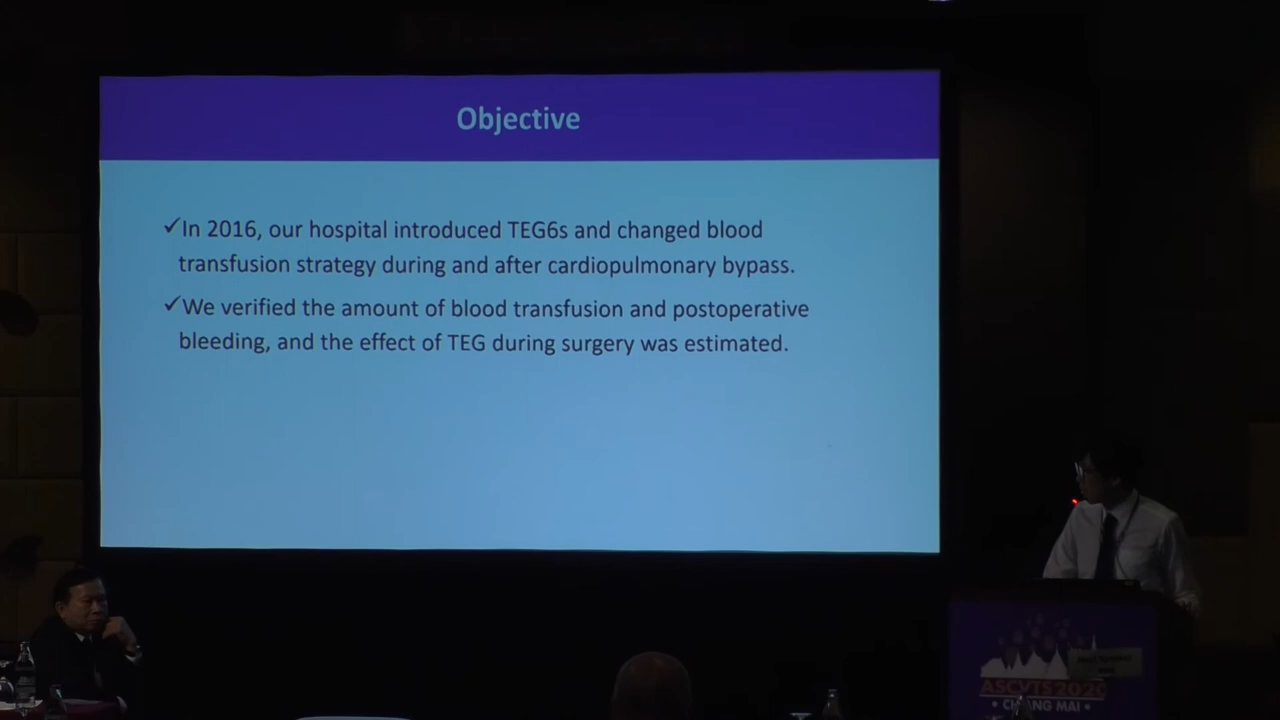 Objective
✓In 2016, our hospital introduced TEG6s and changed blood
transfusion strategy during and after cardiopulmonary bypass.
✓We verified the amount of blood transfusion and postoperative
bleeding, and the effect of TEG during surgery was estimated.
ASCVTS2020
• CHIANG MAI •